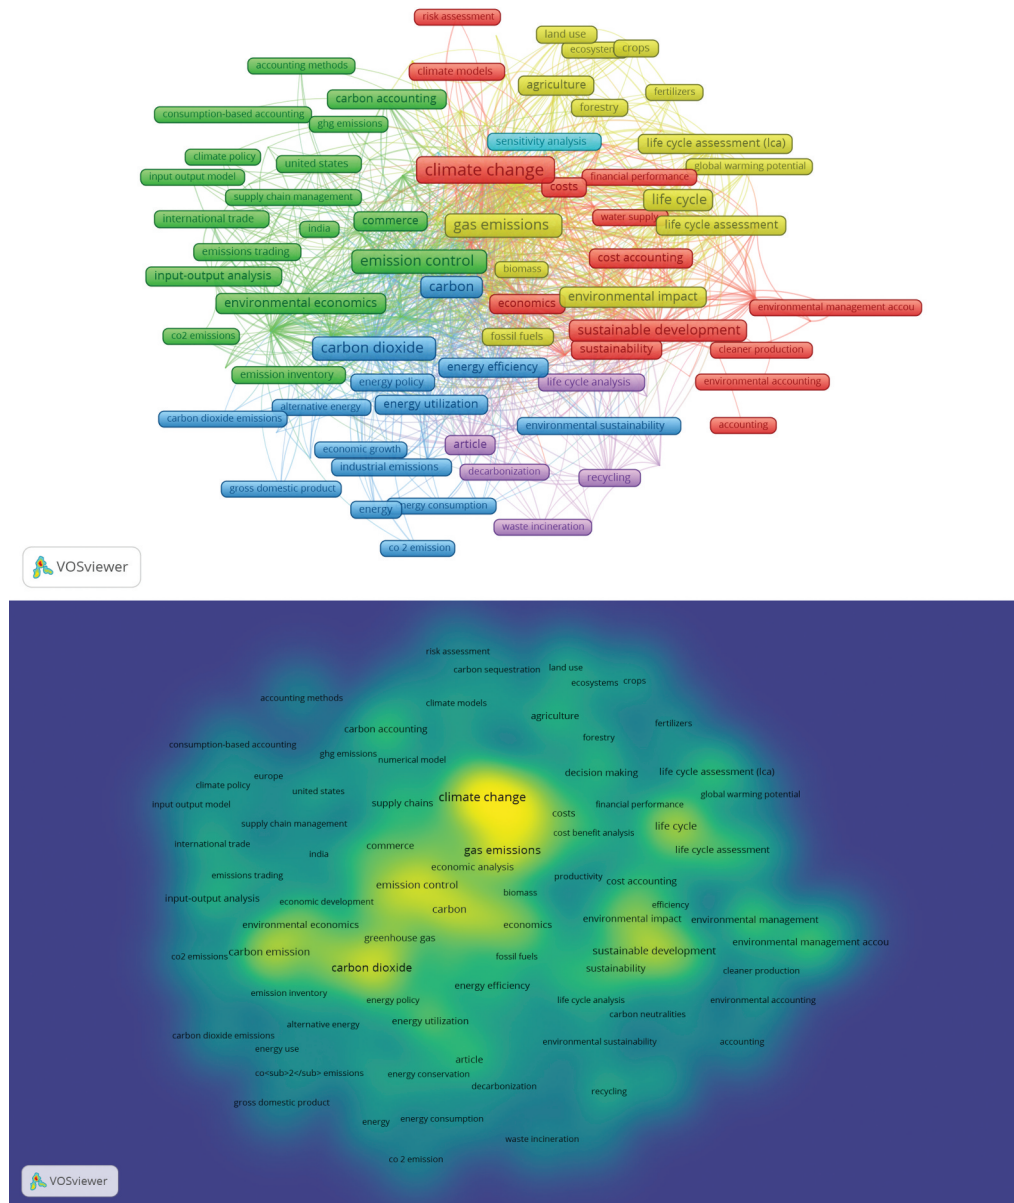 risk assessment
land use
ecosystem
crops
accounting methods
climate models
agriculture
fertilizers
carbon accounting
forestry
consumption-based accounting
ghg emissions
sensitivity analysis
life cycle assessment (lca)
climate policy
united states
climate change
global warming potential
input output model
financial performance
costs
supply chain management
life cycle
international trade
commerce
gas emissions
water supply
life cycle assessment
india
emissions trading
emission control
cost accounting
input-output analysis
biomass
carbon
environmental economics
economics
environmental impact
environmental management accou
co2 emissions
fossil fuels
sustainable development
carbon dioxide
sustainability
cleaner production
emission inventory
energy efficiency
energy policy
life cycle analysis
environmental accounting
alternative energy
energy utilization
carbon dioxide emissions
environmental sustainability
accounting
economic growth
article
industrial emissions
decarbonization
recycling
gross domestic product
energy
nergy consumption
waste incineration
co 2 emission
VOSviewer
risk assessment
carbon sequestration
land use
ecosystems
crops
accounting methods
climate models
agriculture
fertilizers
carbon accounting
forestry
consumption-based accounting
ghg emissions
numerical model
decision making
life cycle assessment (lca)
europe
climate policy
united states
climate change
global warming potential
input output model
supply chains
financial performance
costs
supply chain management
life cycle
cost benefit analysis
international trade
commerce
gas emissions
life cycle assessment
india
economic analysis
emissions trading
emission control
productivity
cost accounting
input-output analysis
economic development
biomass
efficiency
carbon
environmental economics
economics
environmental impact
environmental management
greenhouse gas
environmental management accou
co2 emissions
carbon emission
fossil fuels
sustainable development
carbon dioxide
sustainability
cleaner production
emission inventory
energy efficiency
energy policy
life cycle analysis
environmental accounting
carbon neutralities
alternative energy
energy utilization
carbon dioxide emissions
environmental sustainability
accounting
energy use
article
co<sub>2</sub> emissions
energy conservation
decarbonization
recycling
gross domestic product
energy
energy consumption
waste incineration
co 2 emission
VOSviewer